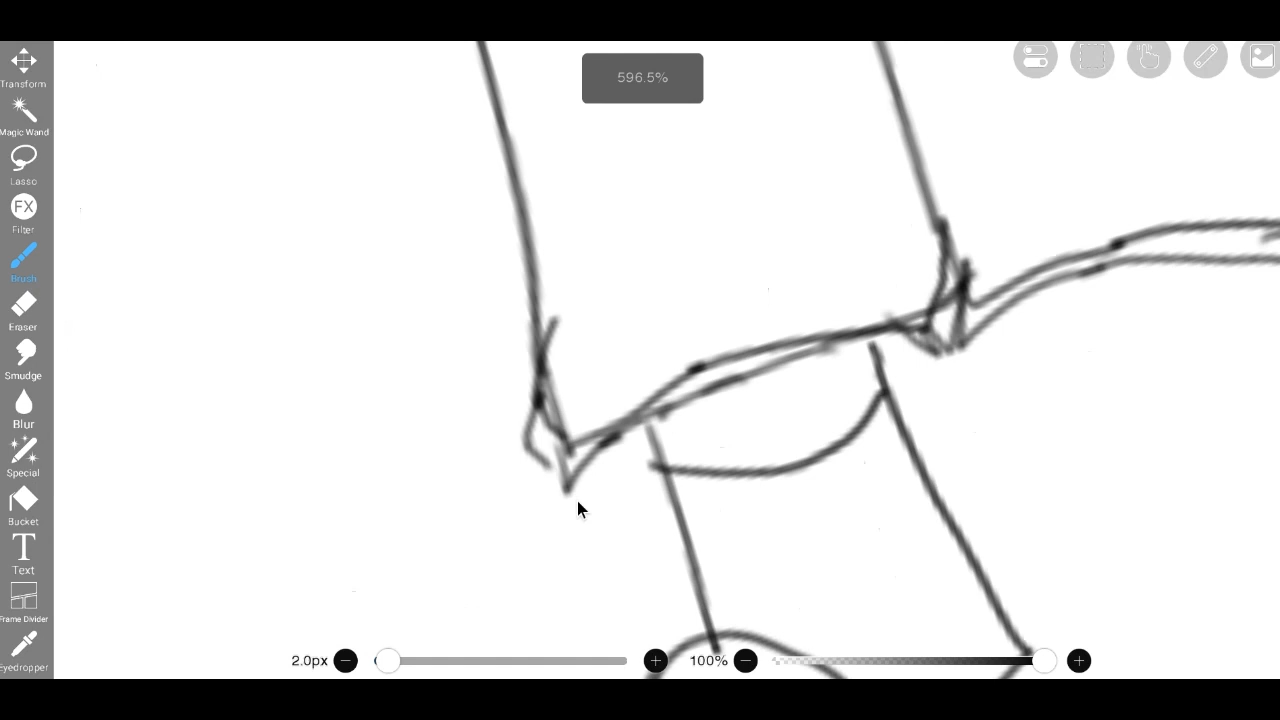 596.5%
Transform
Magic Wand
Lasso
FX
Filter
Brush
Eraser
Smudge
Blur
Special
Bucket
T
Text
Frame Divider
Eyedropper
2.0px
100%